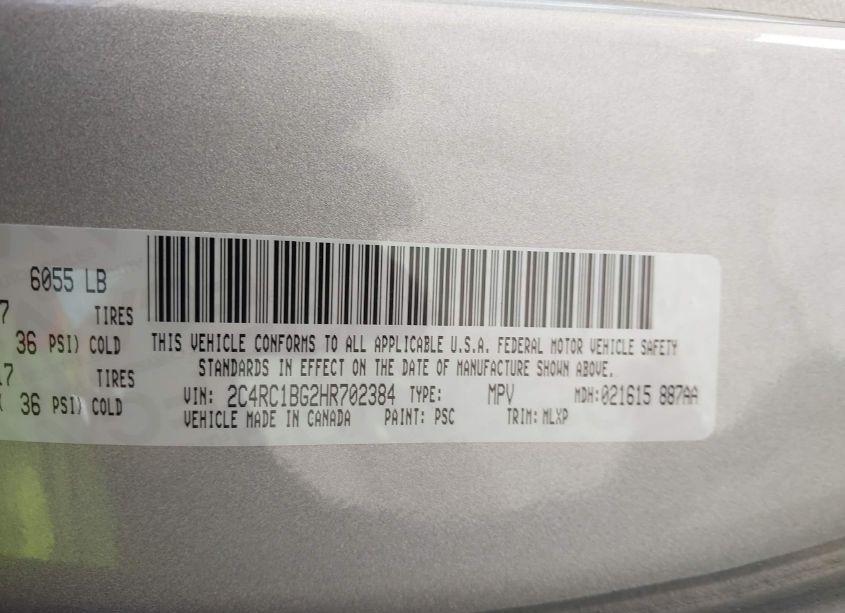 6055 LB
7 TIRES
36 PSI) COLD
17 TIRES
( 36 PSI) COLD
THIS VEHICLE CONFORMS TO ALL APPLICABLE U.S.A. FEDERAL MOTOR VEHICLE SAFETY
STANDARDS IN EFFECT ON THE DATE OF MANUFACTURE SHOWN ABOVE.
VIN: 2C4RC1BG2HR702384 TYPE: MPV MDH:021615 887AA
VEHICLE MADE IN CANADA PAINT: PSC TRIM: MLXP